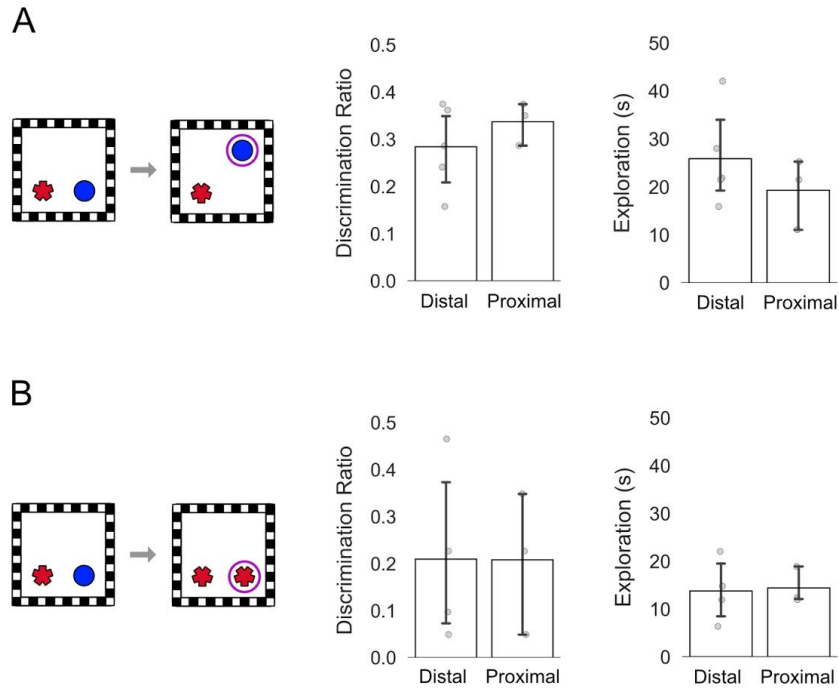 A
Discrimination Ratio
0.5
0.4
0.3
0.2
0.1
0.0
Distal Proximal
Exploration (s)
50
40
30
20
10
0
Distal Proximal
B
Discrimination Ratio
0.5
0.4
0.3
0.2
0.1
0.0
Distal Proximal
Exploration (s)
50
40
30
20
10
0
Distal Proximal